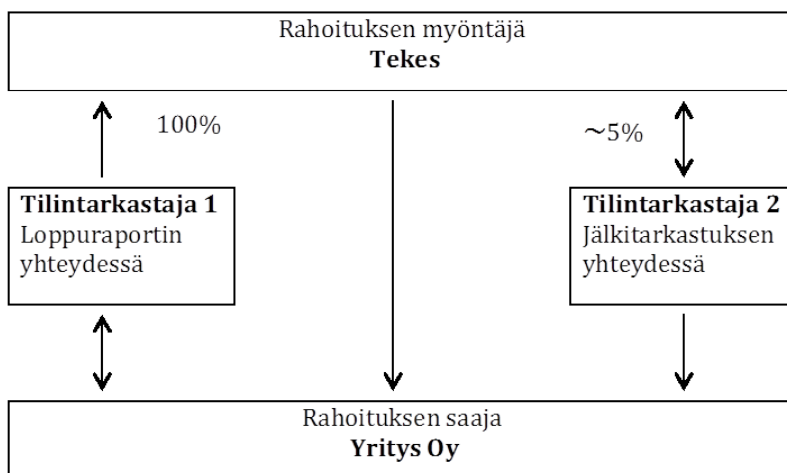 Rahoituksen myöntäjä
Tekes
100%
~5%
Tilintarkastaja 1
Loppuraportin
yhteydessä
Tilintarkastaja 2
Jälkitarkastuksen
yhteydessä
Rahoituksen saaja
Yritys Oy